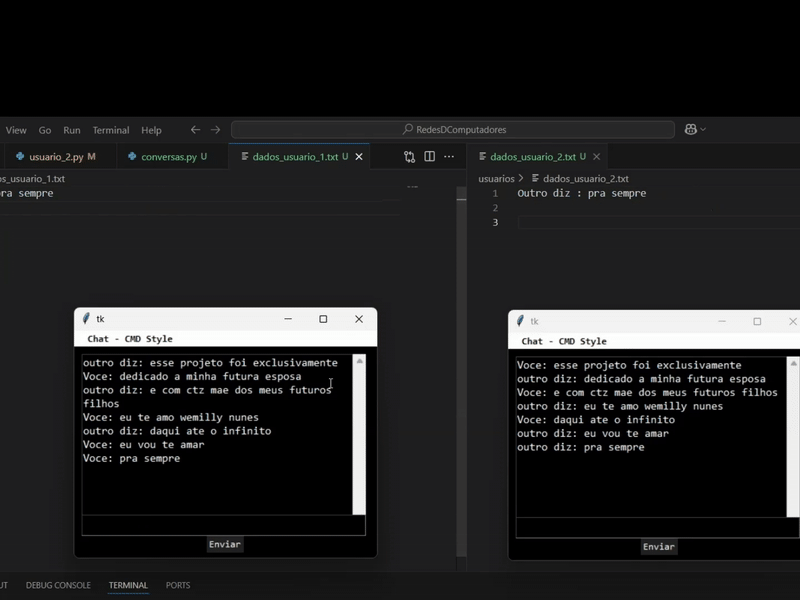 View Go Run Terminal Help RedesDComputadores
usuario_2.py M conversas.py U dados_usuario_1.txt U dados_usuario_2.txt U
os_usuario_1.txt
ra sempre
usuarios > dados_usuario_2.txt
1 Outro diz : pra sempre
2
3
tk
Chat - CMD Style
outro diz: esse projeto foi exclusivamente
Voce: dedicado a minha futura esposa
outro diz: e com ctz mae dos meus futuros
filhos
Voce: eu te amo wemilly nunes
outro diz: daqui ate o infinito
Voce: eu vou te amar
Voce: pra sempre
Enviar
tk
Chat - CMD Style
Voce: esse projeto foi exclusivamente
outro diz: dedicado a minha futura esposa
Voce: e com ctz mae dos meus futuros filhos
outro diz: eu te amo wemilly nunes
Voce: daqui ate o infinito
outro diz: eu vou te amar
outro diz: pra sempre
Enviar
UT DEBUG CONSOLE TERMINAL PORTS